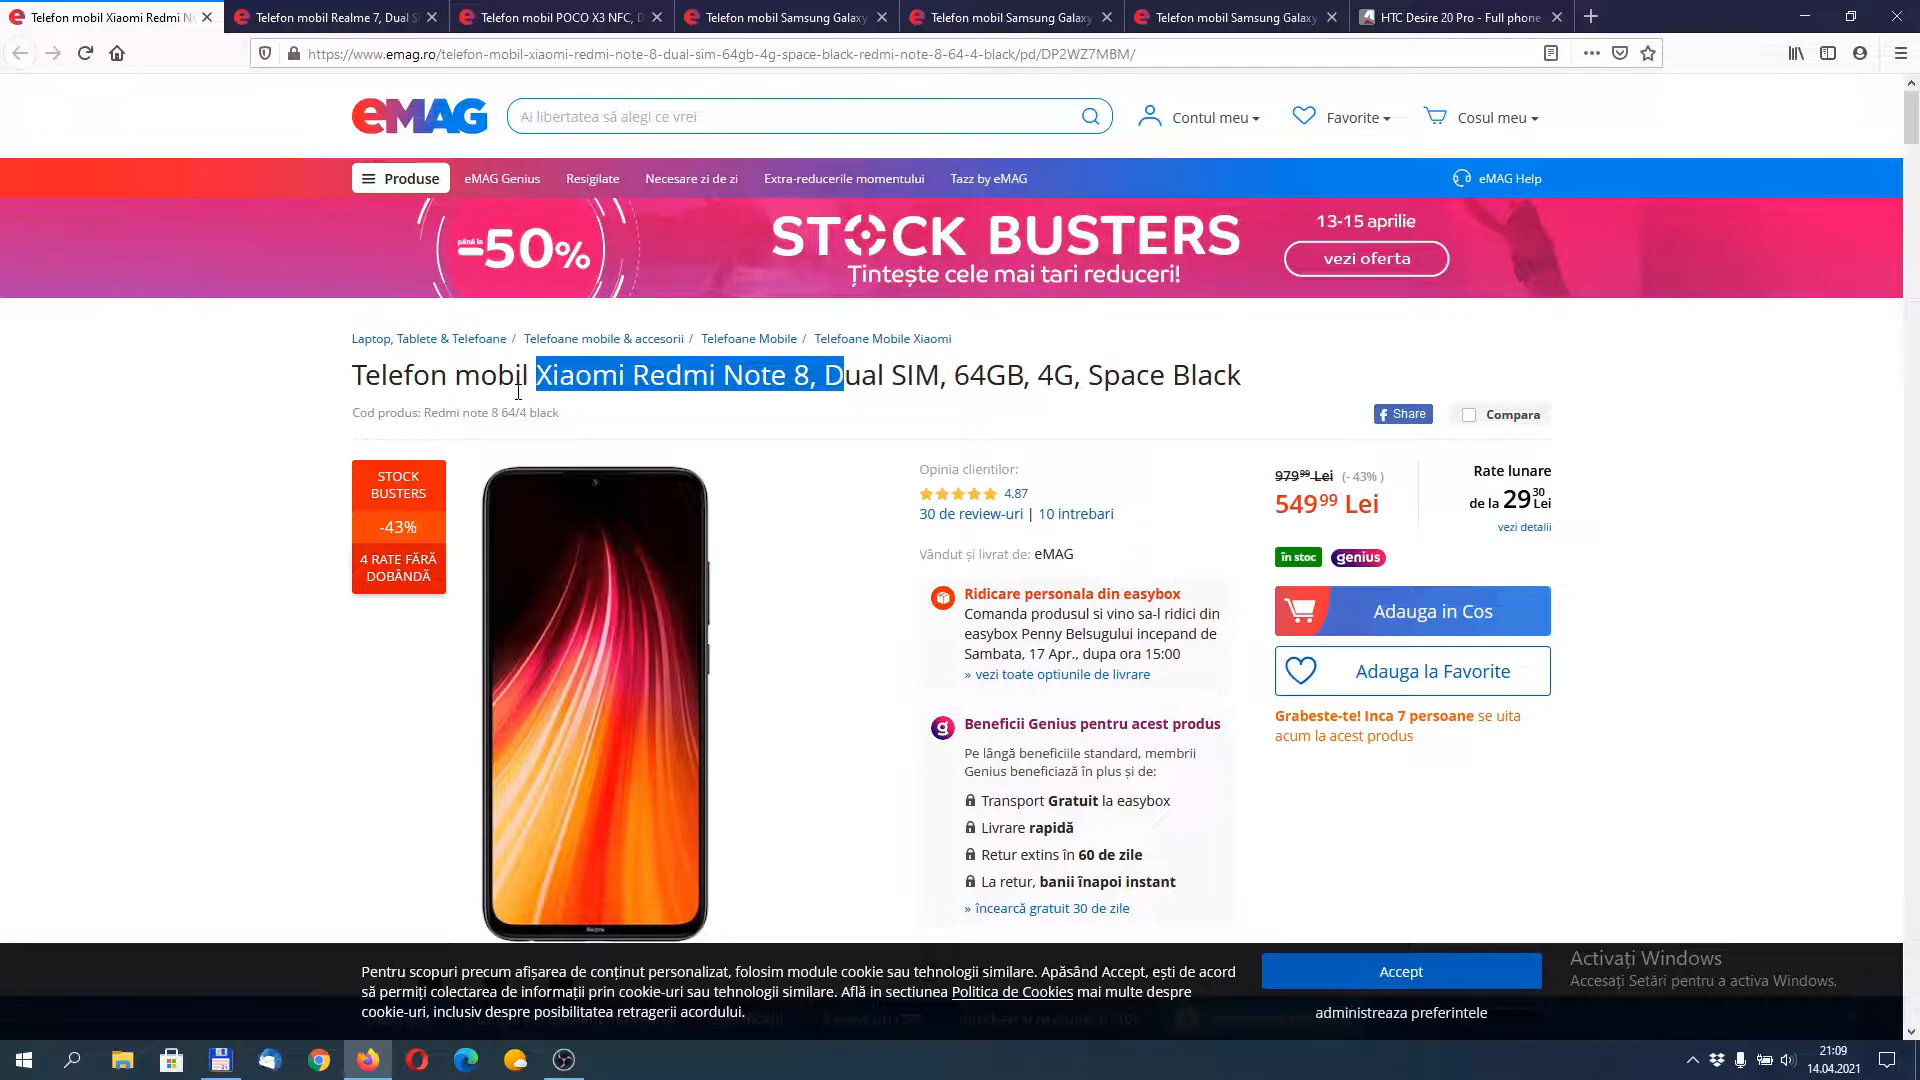 Telefon mobil Xiaomi Redmi N
Telefon mobil Realme 7, Dual S
Telefon mobil POCO X3 NFC, D
Telefon mobil Samsung Galaxy
Telefon mobil Samsung Galaxy
Telefon mobil Samsung Galaxy
HTC Desire 20 Pro - Full phone
https://www.emag.ro/telefon-mobil-xiaomi-redmi-note-8-dual-sim-64gb-4g-space-black-redmi-note-8-64-4-black/pd/DP2WZ7MBM/
eMAG
Ai libertatea să alegi ce vrei
Contul meu
Favorite
Cosul meu
Produse
eMAG Genius
Resigilate
Necesare zi de zi
Extra-reducerile momentului
Tazz by eMAG
eMAG Help
până la
-50%
STOCK BUSTERS
Țintește cele mai tari reduceri!
13-15 aprilie
vezi oferta
Laptop, Tablete & Telefoane / Telefoane mobile & accesorii / Telefoane Mobile / Telefoane Mobile Xiaomi
Telefon mobil Xiaomi Redmi Note 8, Dual SIM, 64GB, 4G, Space Black
Cod produs: Redmi note 8 64/4 black
Share
Compara
STOCK
BUSTERS
-43%
4 RATE FĂRĂ
DOBÂNDĂ
Redmi
Opinia clientilor:
4.87
30 de review-uri | 10 intrebari
Vândut și livrat de: eMAG
Ridicare personala din easybox
Comanda produsul si vino sa-l ridici din
easybox Penny Belsugului incepand de
Sambata, 17 Apr., dupa ora 15:00
» vezi toate optiunile de livrare
Beneficii Genius pentru acest produs
Pe lângă beneficiile standard, membrii
Genius beneficiază în plus și de:
Transport Gratuit la easybox
Livrare rapidă
Retur extins în 60 de zile
La retur, banii înapoi instant
» încearcă gratuit 30 de zile
979⁹⁹ Lei (- 43% )
549⁹⁹ Lei
Rate lunare
de la 29³⁰ Lei
vezi detalii
în stoc
genius
Adauga in Cos
Adauga la Favorite
Grabeste-te! Inca 7 persoane se uita
acum la acest produs
Pentru scopuri precum afișarea de conținut personalizat, folosim module cookie sau tehnologii similare. Apăsând Accept, ești de acord
să permiți colectarea de informații prin cookie-uri sau tehnologii similare. Află in sectiunea Politica de Cookies mai multe despre
cookie-uri, inclusiv despre posibilitatea retragerii acordului.
Accept
administreaza preferintele
Activați Windows
Accesați Setări pentru a activa Windows.
21:09
14.04.2021